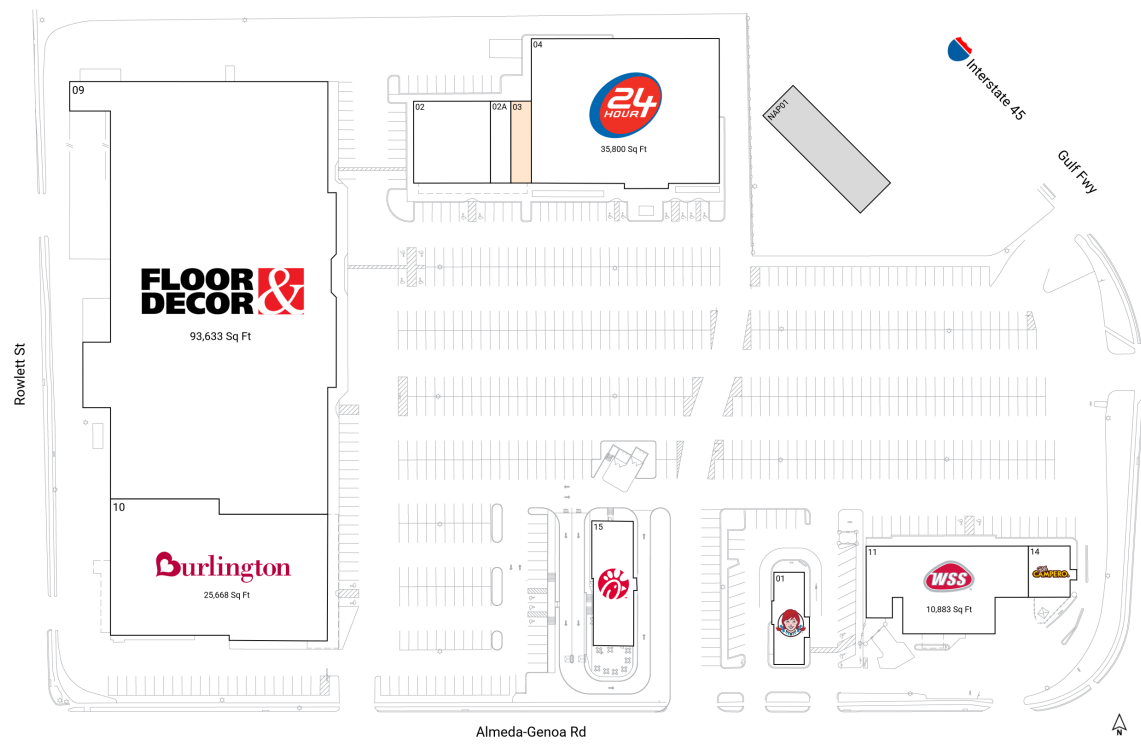 04
Interstate 45
09
NAP01
24
HOUR
02
02A
03
35,800 Sq Ft
Gulf Fwy
FLOOR &
DECOR
93,633 Sq Ft
Rowlett St
10
Burlington
25,668 Sq Ft
15
11
14
WSS
CAMPERO
10,883 Sq Ft
01
Almeda-Genoa Rd
N